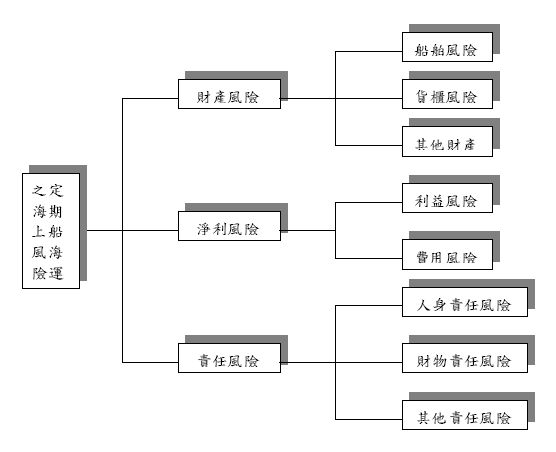 定期船海運
之海上風險
財產風險
船舶風險
貨櫃風險
其他財產
淨利風險
利益風險
費用風險
責任風險
人身責任風險
財物責任風險
其他責任風險